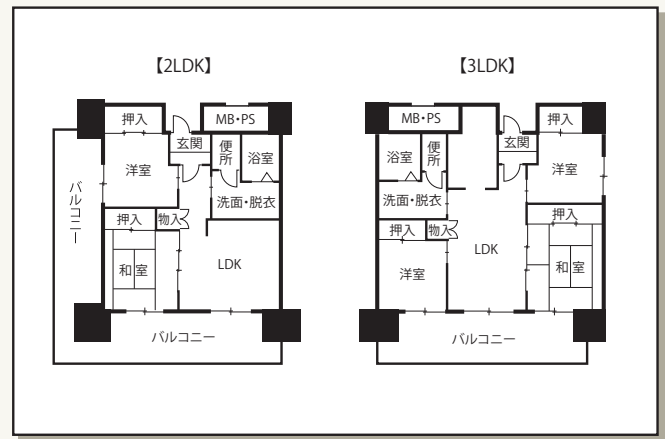 【2LDK】
押入
MB・PS
玄関
便所
浴室
洋室
洗面・脱衣
バルコニー
押入
物入
和室
LDK
バルコニー
【3LDK】
MB・PS
押入
玄関
浴室
便所
洋室
洗面・脱衣
押入
押入
物入
LDK
洋室
和室
バルコニー